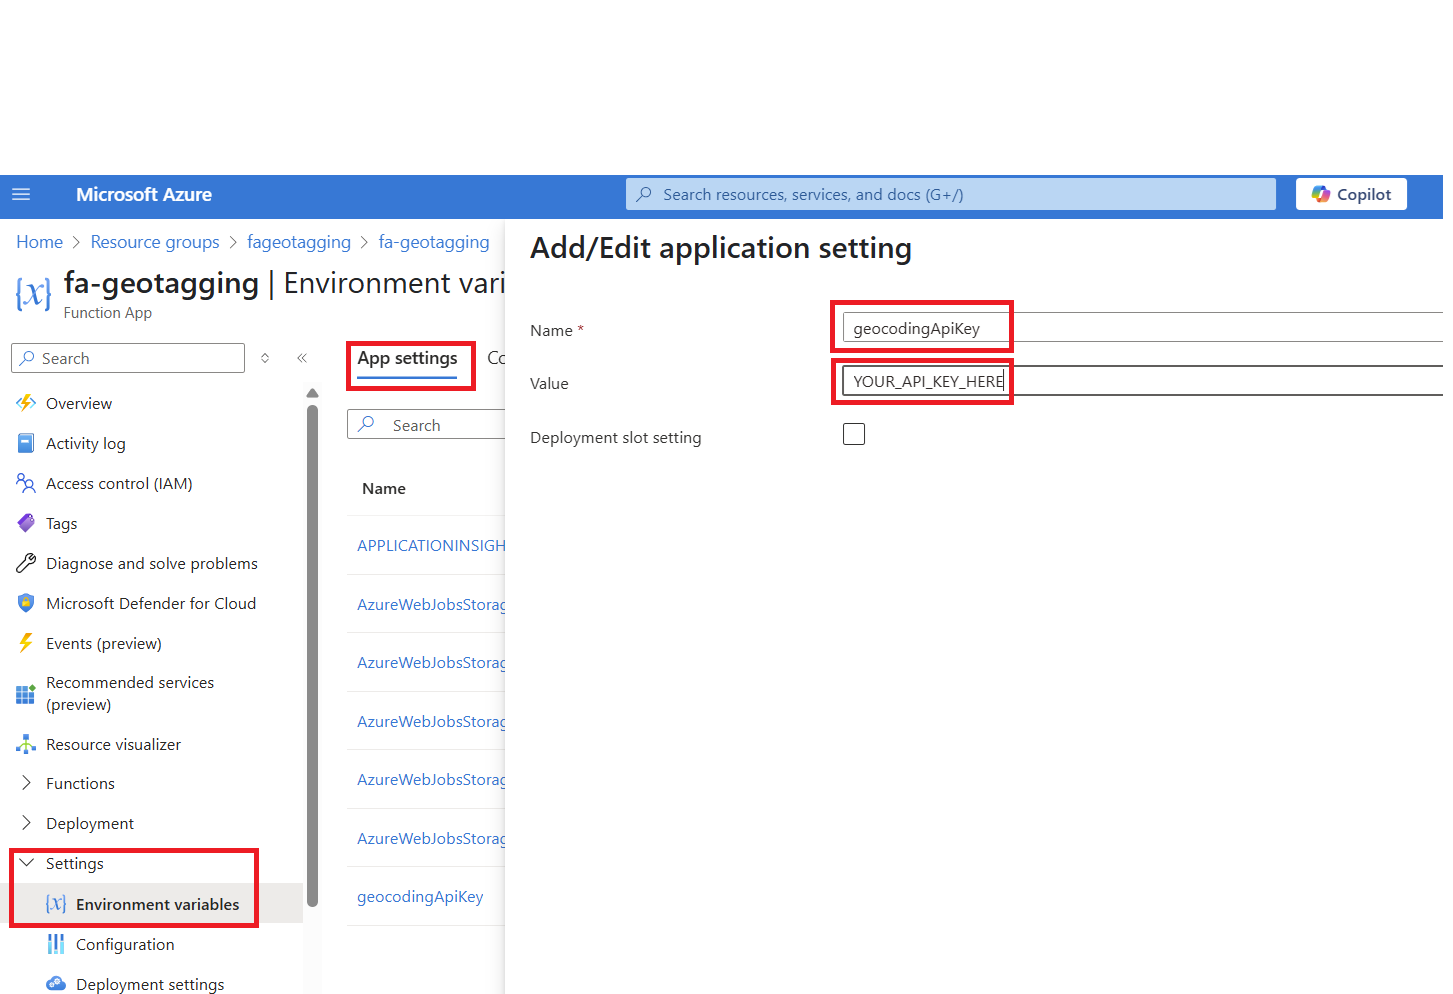 Microsoft Azure
Search resources, services, and docs (G+/)
Copilot
Home > Resource groups > fageotagging > fa-geotagging
fa-geotagging | Environment vari
Function App
Search
Overview
Activity log
Access control (IAM)
Tags
Diagnose and solve problems
Microsoft Defender for Cloud
Events (preview)
Recommended services
(preview)
Resource visualizer
Functions
Deployment
Settings
Environment variables
Configuration
Deployment settings
App settings
Co
Search
Name
APPLICATIONINSIGH
AzureWebJobsStorag
AzureWebJobsStorag
AzureWebJobsStorag
AzureWebJobsStorag
AzureWebJobsStorag
geocodingApiKey
Add/Edit application setting
Name *
geocodingApiKey
Value
YOUR_API_KEY_HERE
Deployment slot setting